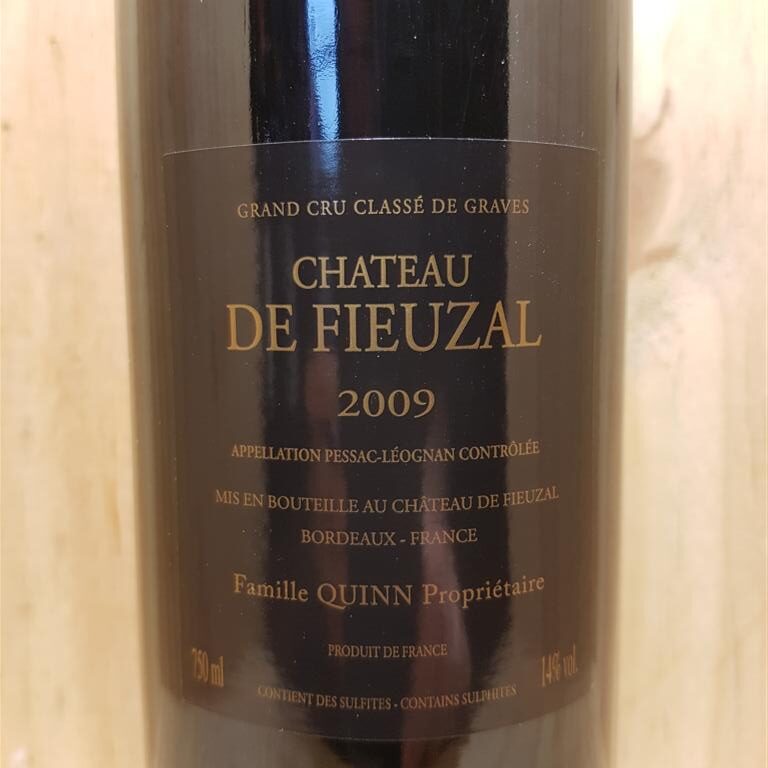 GRAND CRU CLASSÉ DE GRAVES
CHATEAU
DE FIEUZAL
2009
APPELLATION PESSAC-LÉOGNAN CONTRÔLÉE
MIS EN BOUTEILLE AU CHÂTEAU DE FIEUZAL
BORDEAUX - FRANCE
Famille QUINN Propriétaire
PRODUIT DE FRANCE
750 ml 14% vol.
CONTIENT DES SULFITES - CONTAINS SULPHITES